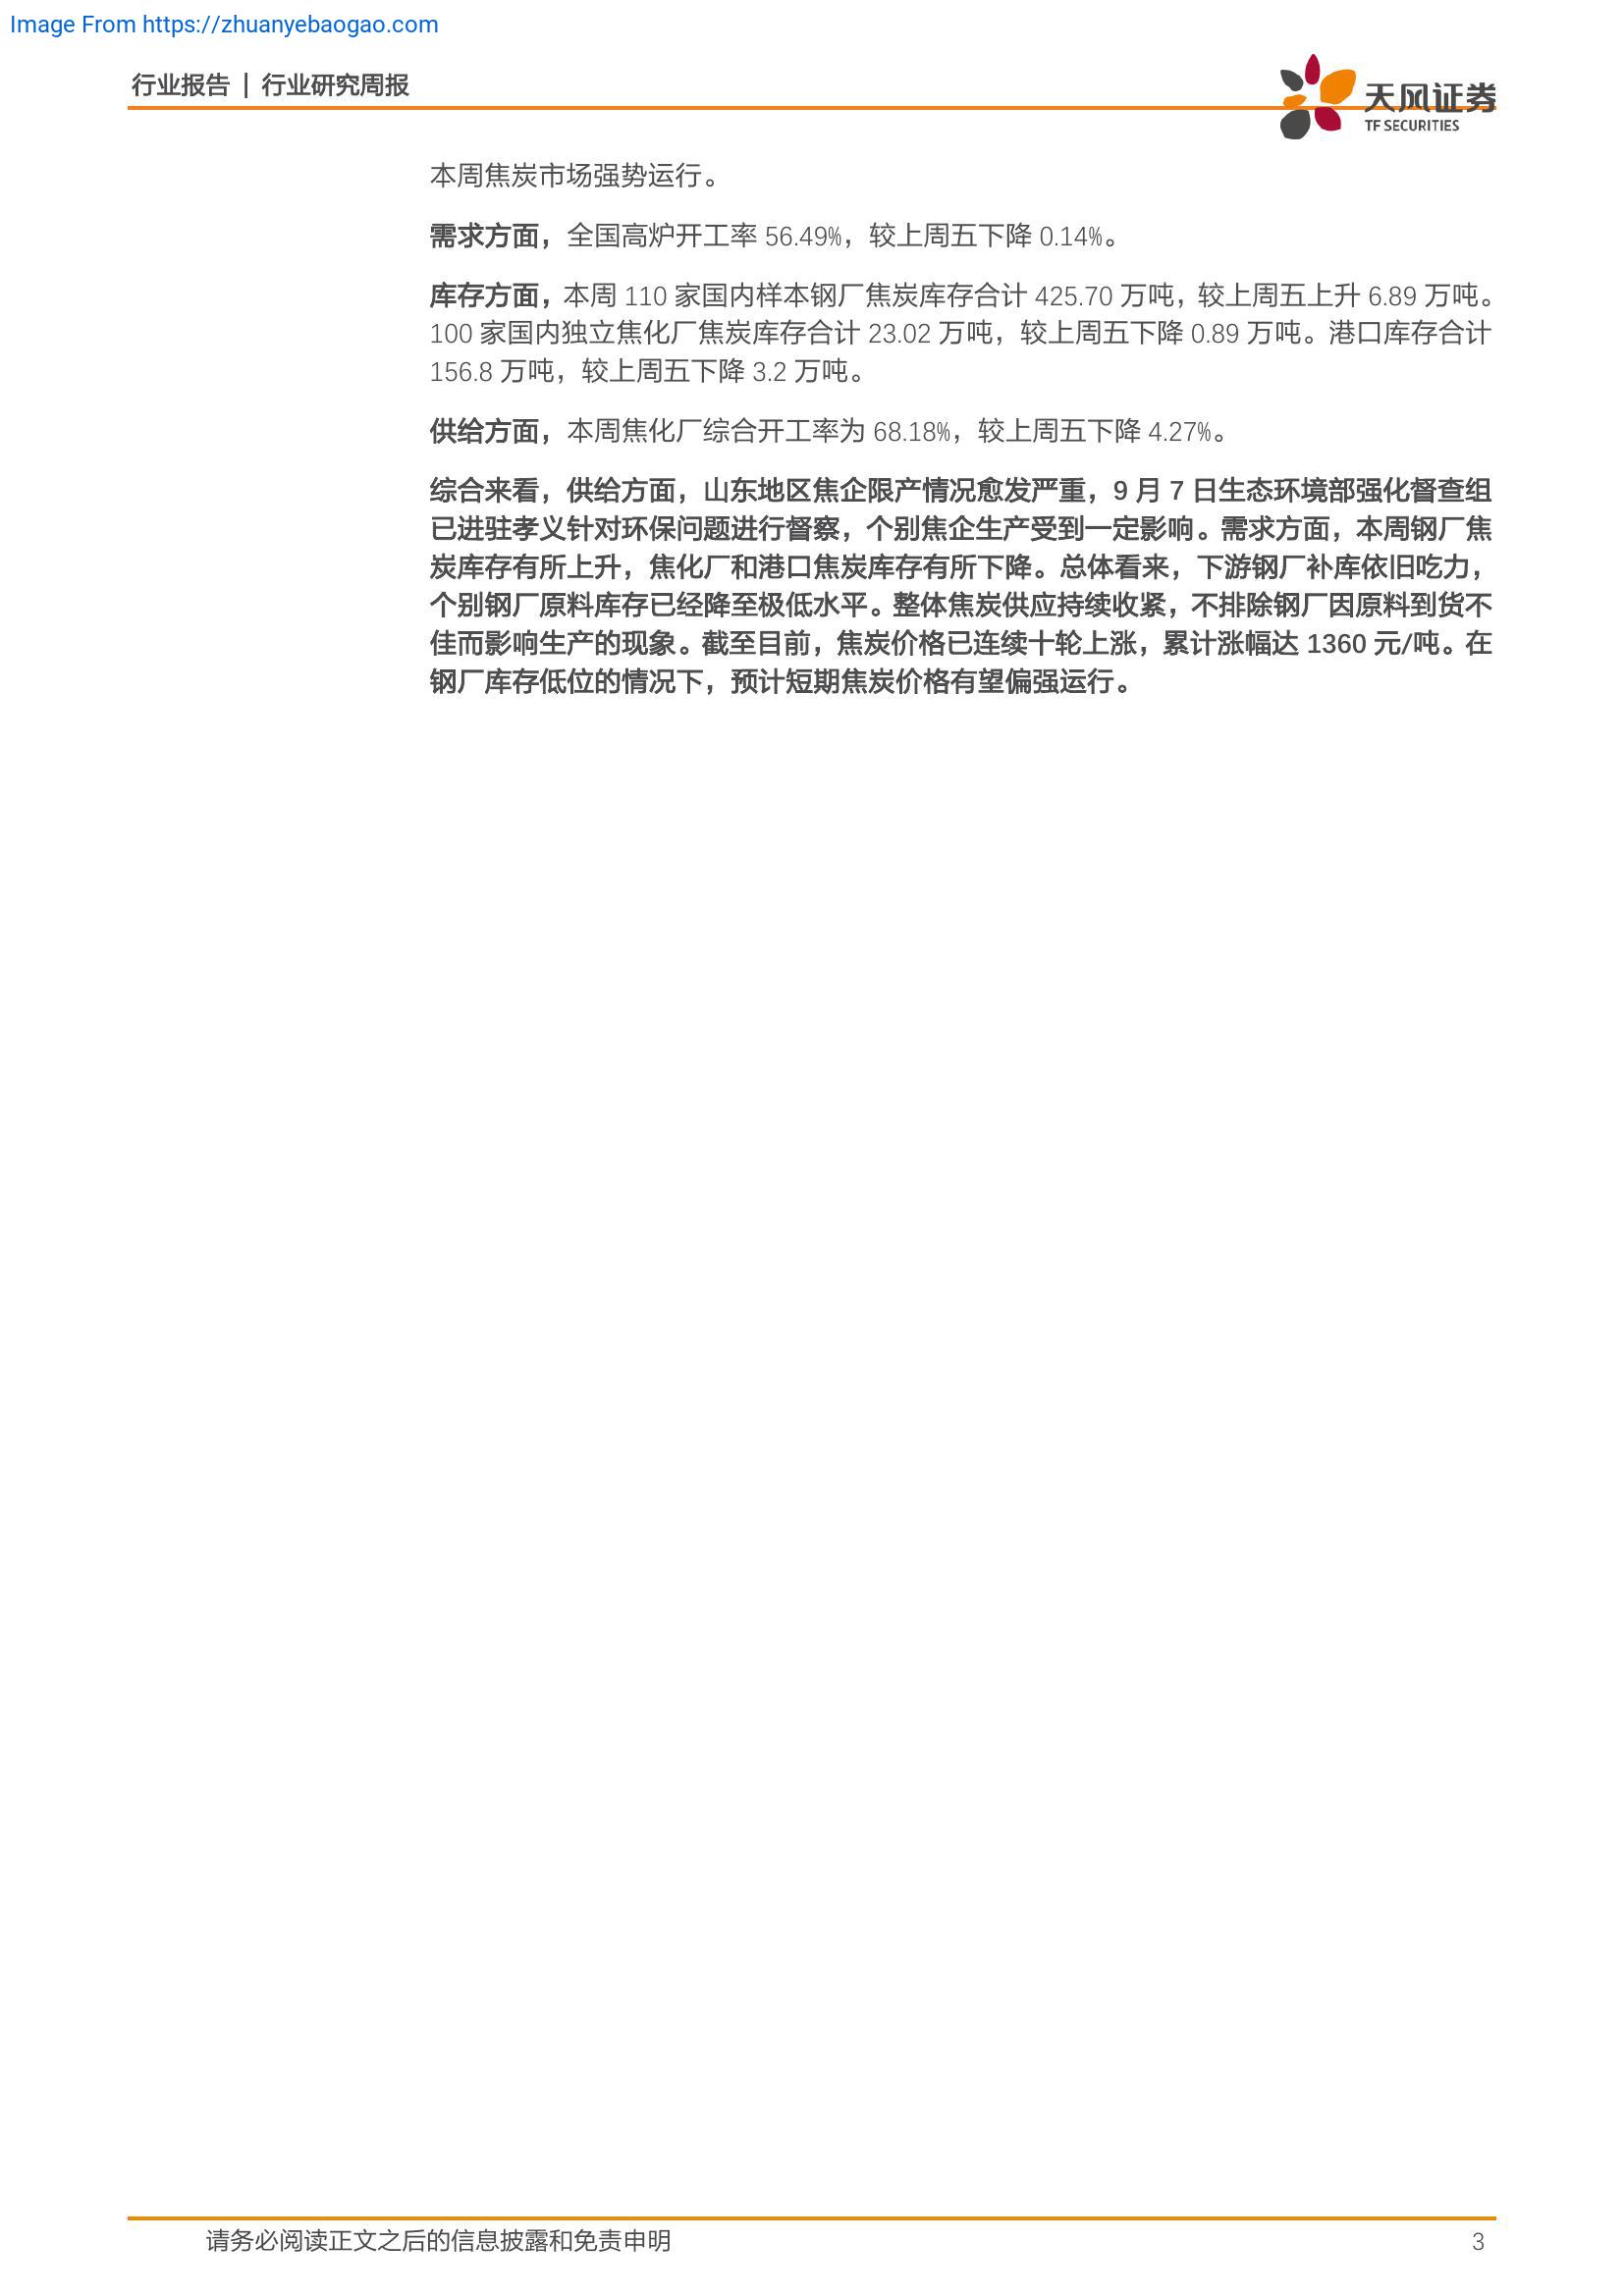 Image From https://zhuanyebaogao.com
行业报告 | 行业研究周报
天风证券
TF SECURITIES
本周焦炭市场强势运行。
需求方面，全国高炉开工率 56.49%，较上周五下降 0.14%。
库存方面，本周 110 家国内样本钢厂焦炭库存合计 425.70 万吨，较上周五上升 6.89 万吨。
100 家国内独立焦化厂焦炭库存合计 23.02 万吨，较上周五下降 0.89 万吨。港口库存合计
156.8 万吨，较上周五下降 3.2 万吨。
供给方面，本周焦化厂综合开工率为 68.18%，较上周五下降 4.27%。
综合来看，供给方面，山东地区焦企限产情况愈发严重，9 月 7 日生态环境部强化督查组
已进驻孝义针对环保问题进行督察，个别焦企生产受到一定影响。需求方面，本周钢厂焦
炭库存有所上升，焦化厂和港口焦炭库存有所下降。总体看来，下游钢厂补库依旧吃力，
个别钢厂原料库存已经降至极低水平。整体焦炭供应持续收紧，不排除钢厂因原料到货不
佳而影响生产的现象。截至目前，焦炭价格已连续十轮上涨，累计涨幅达 1360 元/吨。在
钢厂库存低位的情况下，预计短期焦炭价格有望偏强运行。
请务必阅读正文之后的信息披露和免责申明
3